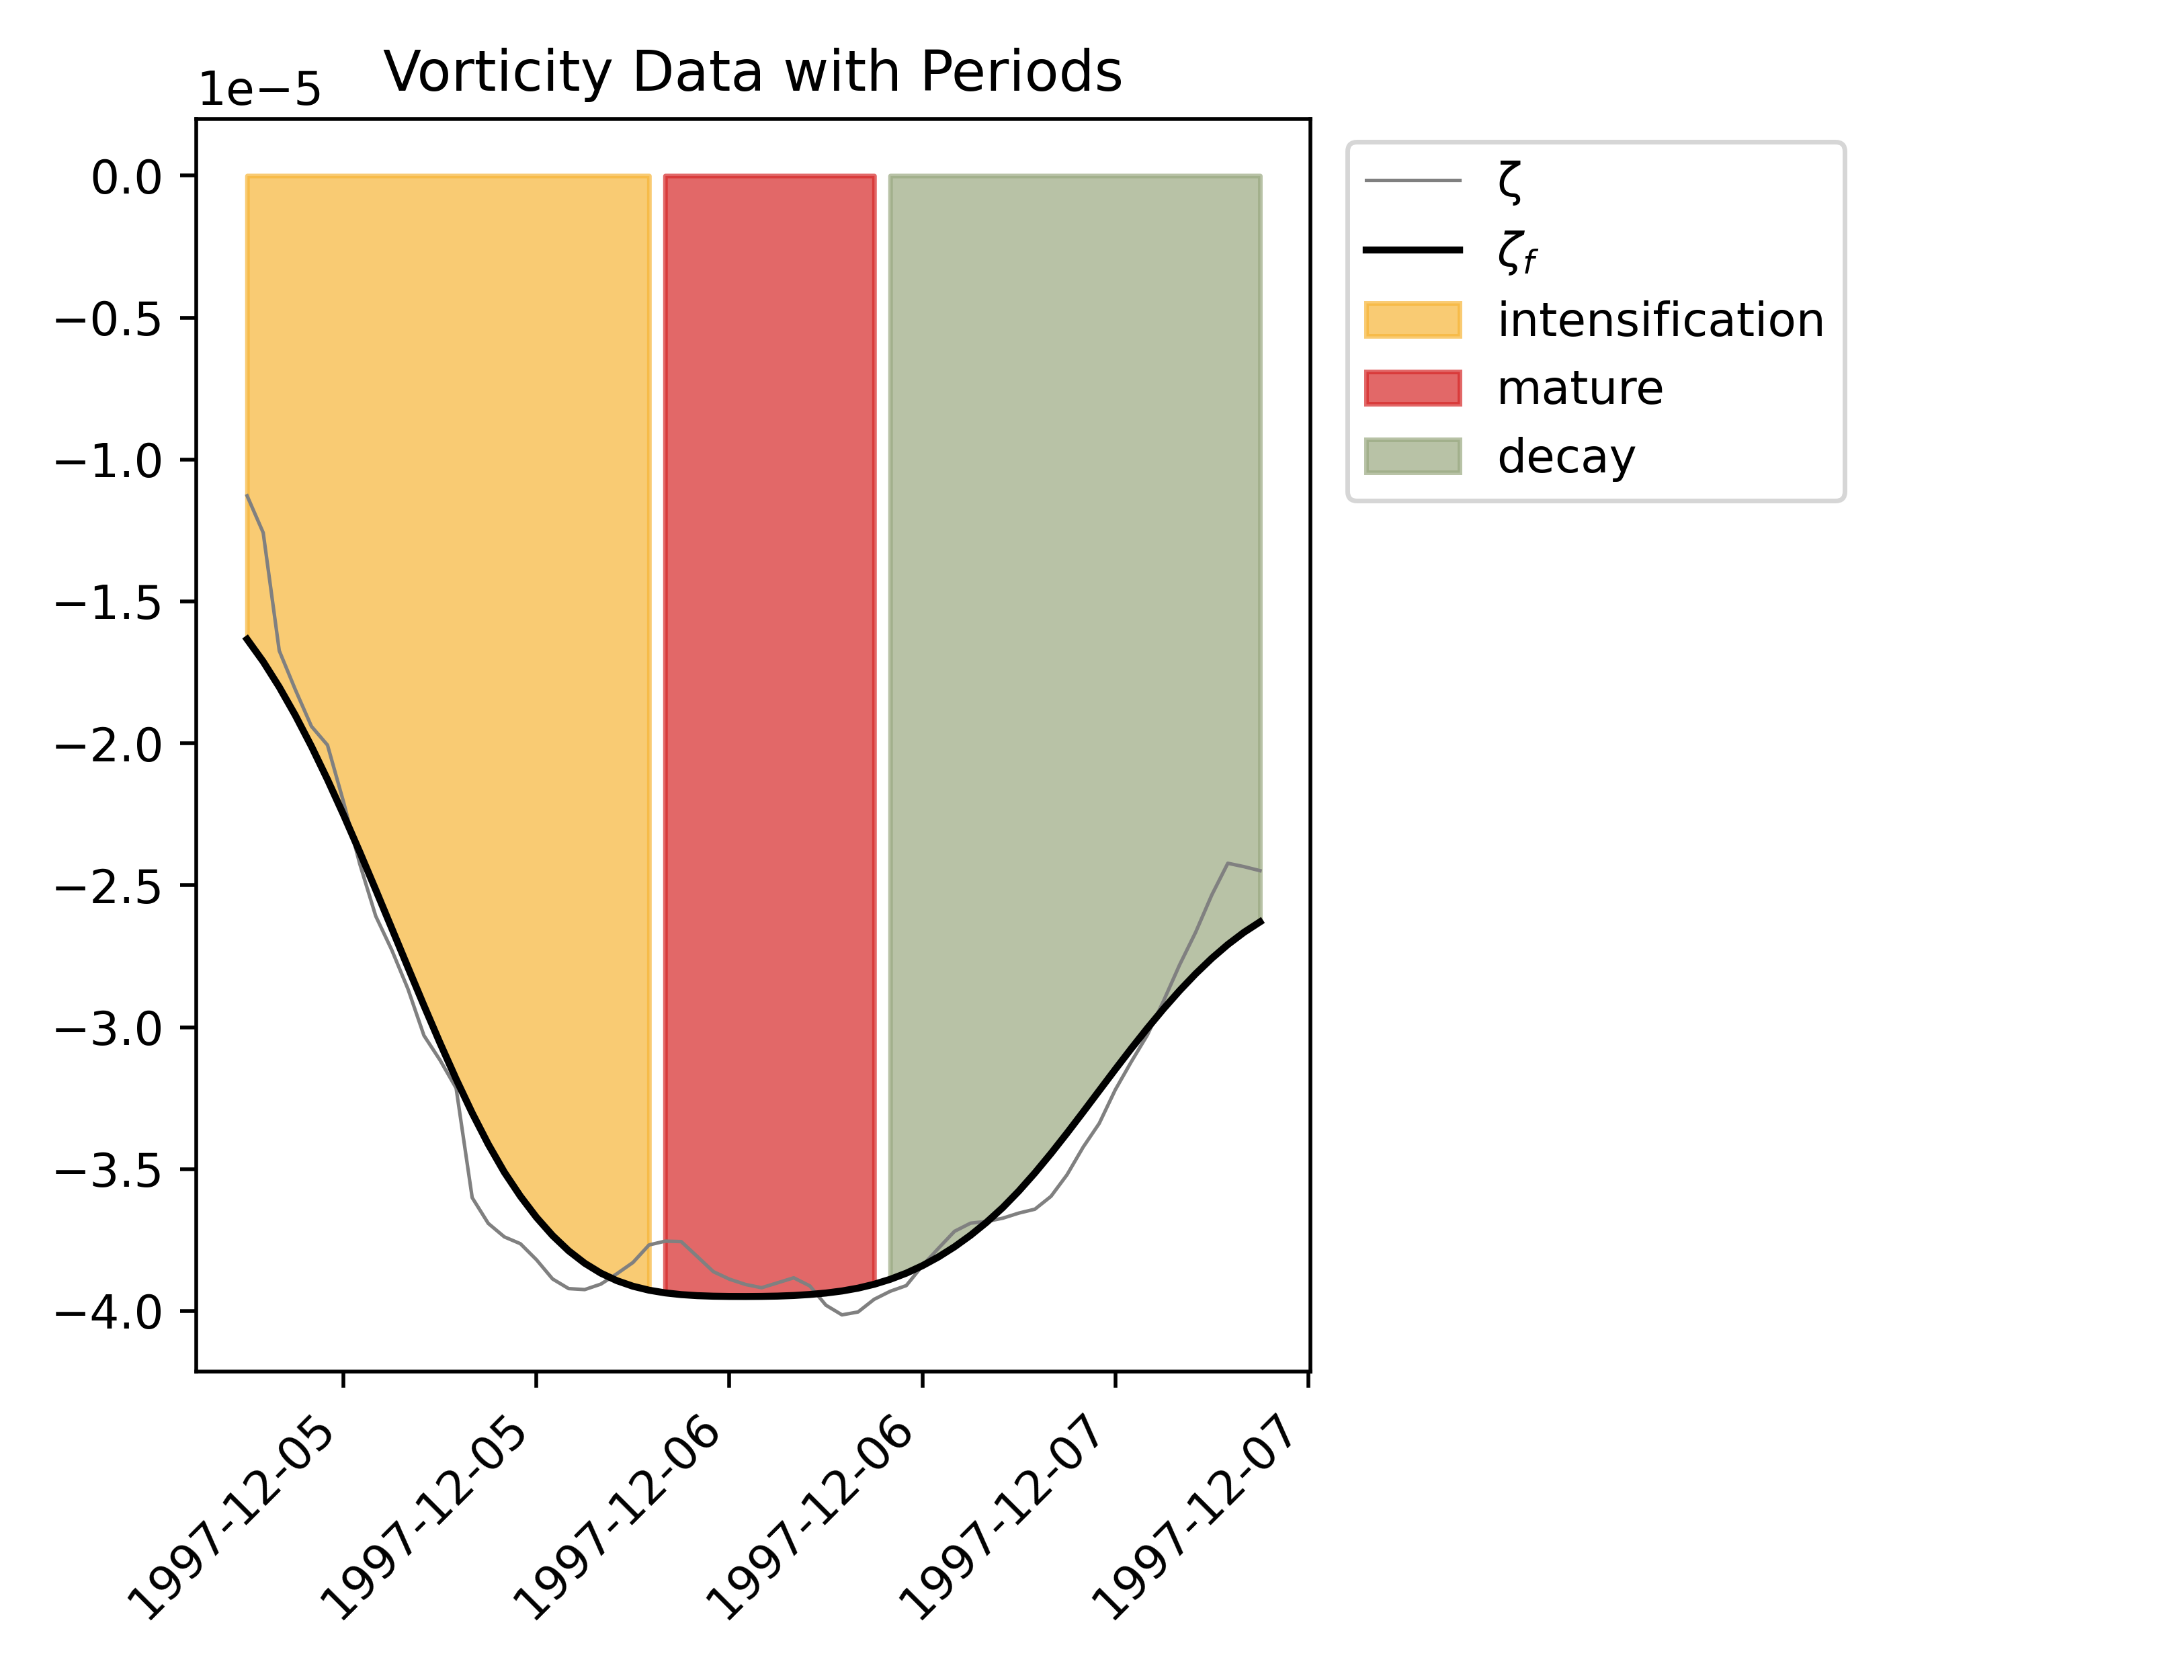 Vorticity Data with Periods
1e−5
0.0
−0.5
−1.0
−1.5
−2.0
−2.5
−3.0
−3.5
−4.0
1997-12-05
1997-12-05
1997-12-06
1997-12-06
1997-12-07
1997-12-07
ζ
ζf
intensification
mature
decay